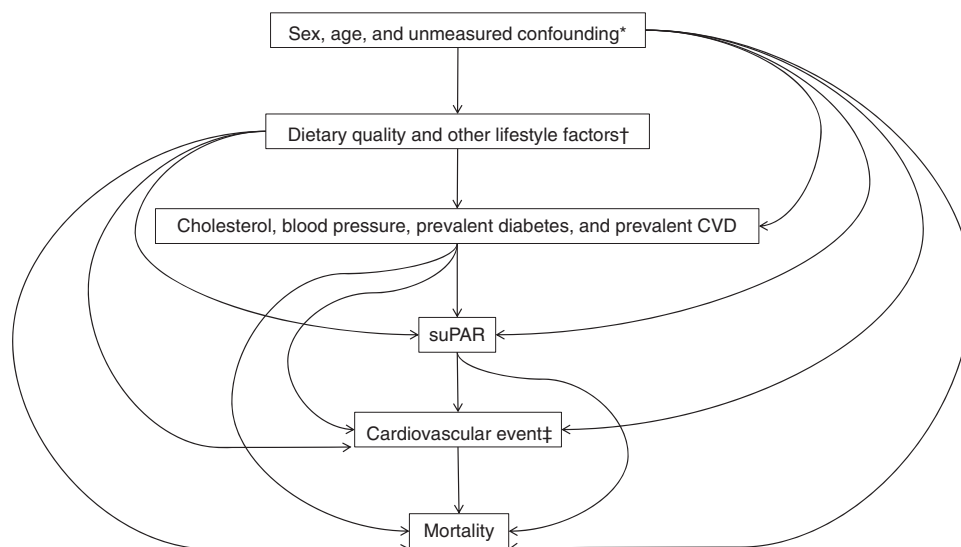 Sex, age, and unmeasured confounding*
Dietary quality and other lifestyle factors†
Cholesterol, blood pressure, prevalent diabetes, and prevalent CVD
suPAR
Cardiovascular event‡
Mortality